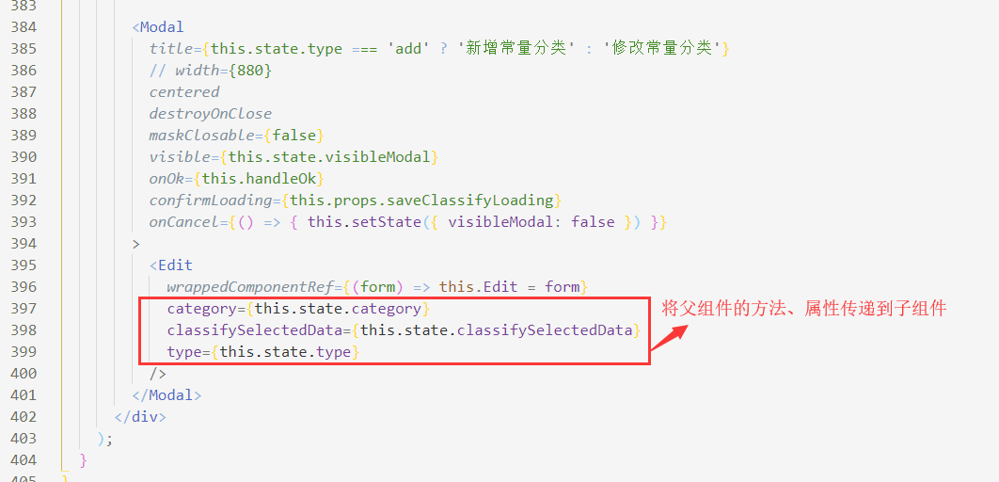 383
384 <Modal
385 title={this.state.type === 'add' ? '新增常量分类' : '修改常量分类'}
386 // width={880}
387 centered
388 destroyOnClose
389 maskClosable={false}
390 visible={this.state.visibleModal}
391 onOk={this.handleOk}
392 confirmLoading={this.props.saveClassifyLoading}
393 onCancel={() => { this.setState({ visibleModal: false }) }}
394 >
395 <Edit
396 wrappedComponentRef={(form) => this.Edit = form}
397 category={this.state.category}
将父组件的方法、属性传递到子组件
398 classifySelectedData={this.state.classifySelectedData}
399 type={this.state.type}
400 />
401 </Modal>
402 </div>
403 );
404 }
405 }